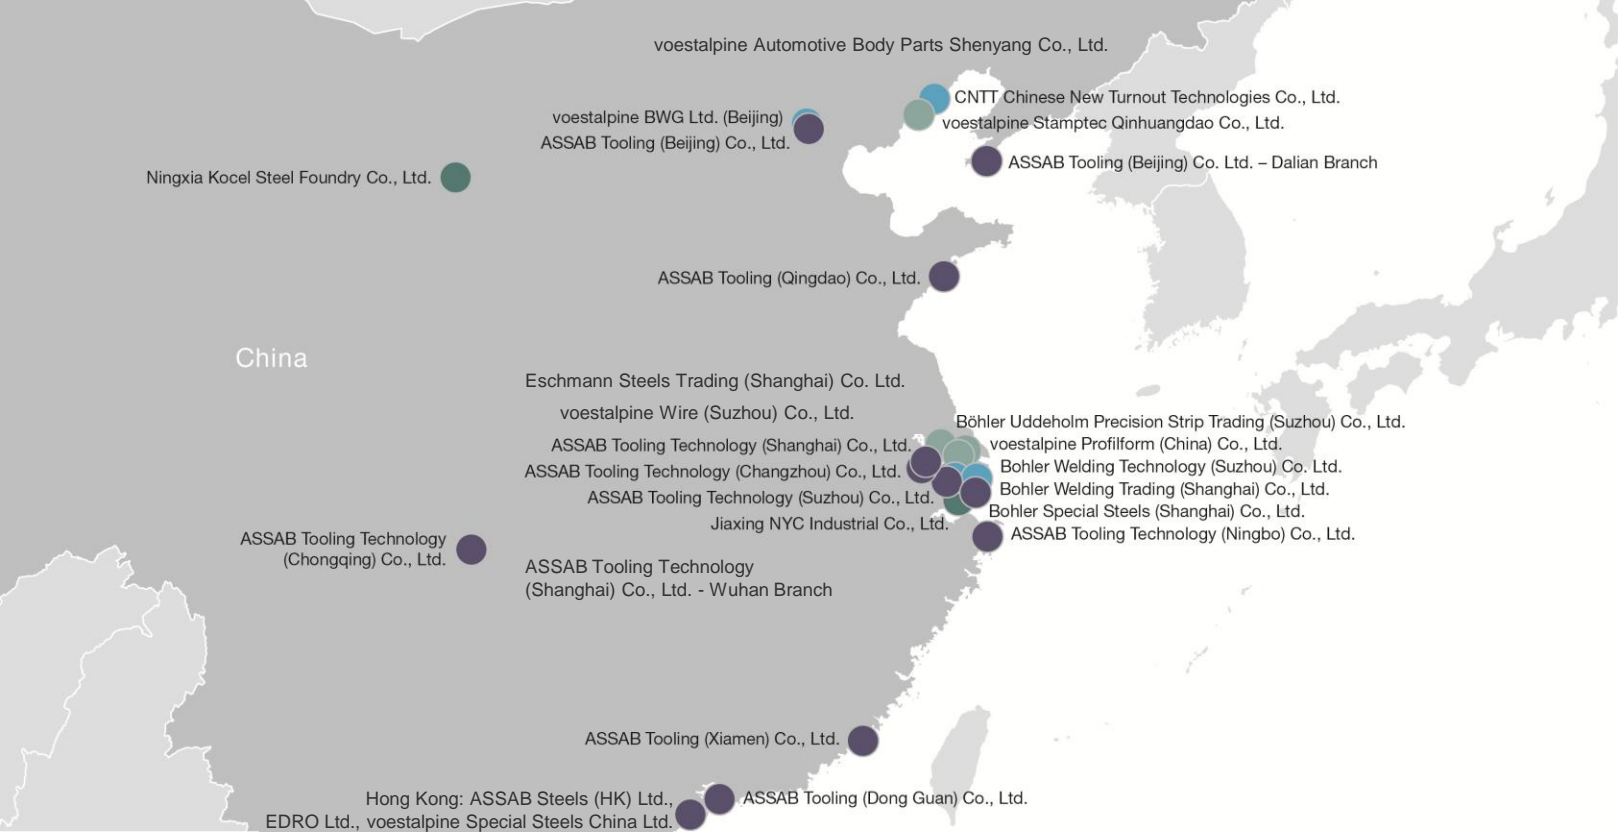 voestalpine Automotive Body Parts Shenyang Co., Ltd.
CNTT Chinese New Turnout Technologies Co., Ltd.
voestalpine BWG Ltd. (Beijing)
voestalpine Stamptec Qinhuangdao Co., Ltd.
ASSAB Tooling (Beijing) Co., Ltd.
ASSAB Tooling (Beijing) Co. Ltd. – Dalian Branch
Ningxia Kocel Steel Foundry Co., Ltd.
ASSAB Tooling (Qingdao) Co., Ltd.
China
Eschmann Steels Trading (Shanghai) Co. Ltd.
voestalpine Wire (Suzhou) Co., Ltd.
Böhler Uddeholm Precision Strip Trading (Suzhou) Co., Ltd.
ASSAB Tooling Technology (Shanghai) Co., Ltd.
voestalpine Profilform (China) Co., Ltd.
ASSAB Tooling Technology (Changzhou) Co., Ltd.
Bohler Welding Technology (Suzhou) Co. Ltd.
ASSAB Tooling Technology (Suzhou) Co., Ltd.
Bohler Welding Trading (Shanghai) Co., Ltd.
Bohler Special Steels (Shanghai) Co., Ltd.
Jiaxing NYC Industrial Co., Ltd.
ASSAB Tooling Technology (Ningbo) Co., Ltd.
ASSAB Tooling Technology
(Chongqing) Co., Ltd.
ASSAB Tooling Technology
(Shanghai) Co., Ltd. - Wuhan Branch
ASSAB Tooling (Xiamen) Co., Ltd.
Hong Kong: ASSAB Steels (HK) Ltd.,
EDRO Ltd., voestalpine Special Steels China Ltd.
ASSAB Tooling (Dong Guan) Co., Ltd.